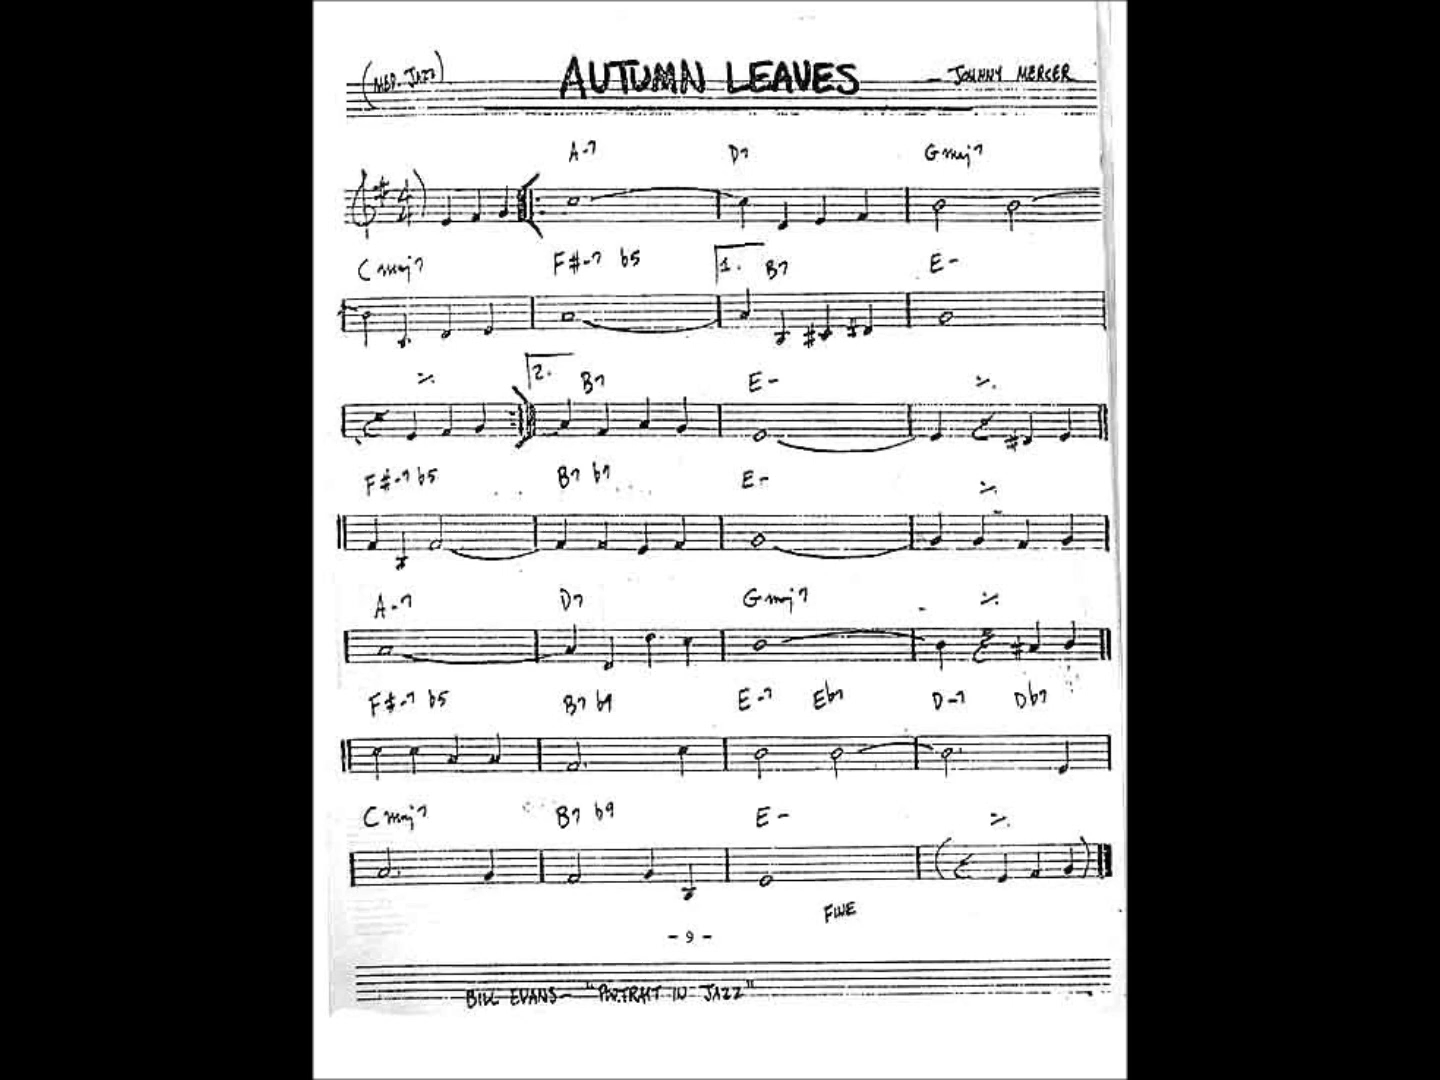 (MED. JAZZ) AUTUMN LEAVES - JOHNNY MERCER
A-7 D7 Gmaj7
4/4
Cmaj7 F#-7 b5 1. B7 E-
2. B7 E-
F#-7 b5 B7 b9 E-
A-7 D7 Gmaj7
F#-7 b5 B7 b9 E-7 Eb7 D-7 Db7
Cmaj7 B7 b9 E-
FINE
- 9 -
BILL EVANS - "PORTRAIT IN JAZZ"